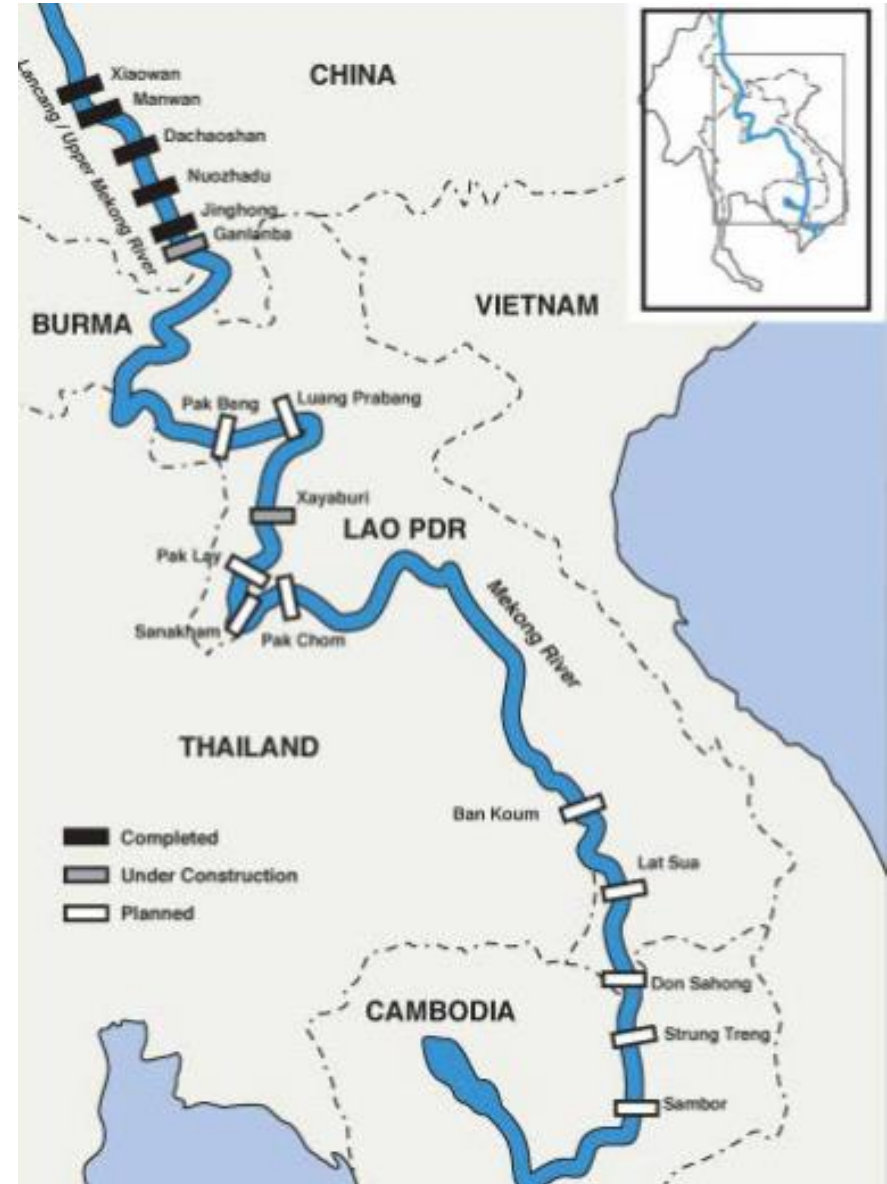 Xiaowan
CHINA
Manwan
Dachaoshan
Nuozhadu
Jinghong
Ganlanba
Lancang / Upper Mekong River
BURMA
VIETNAM
Pak Beng
Luang Prabang
Xayaburi
LAO PDR
Pak Lay
Sanakham
Pak Chom
Mekong River
THAILAND
Ban Koum
Completed
Under Construction
Planned
Lat Sua
Don Sahong
CAMBODIA
Strung Treng
Sambor